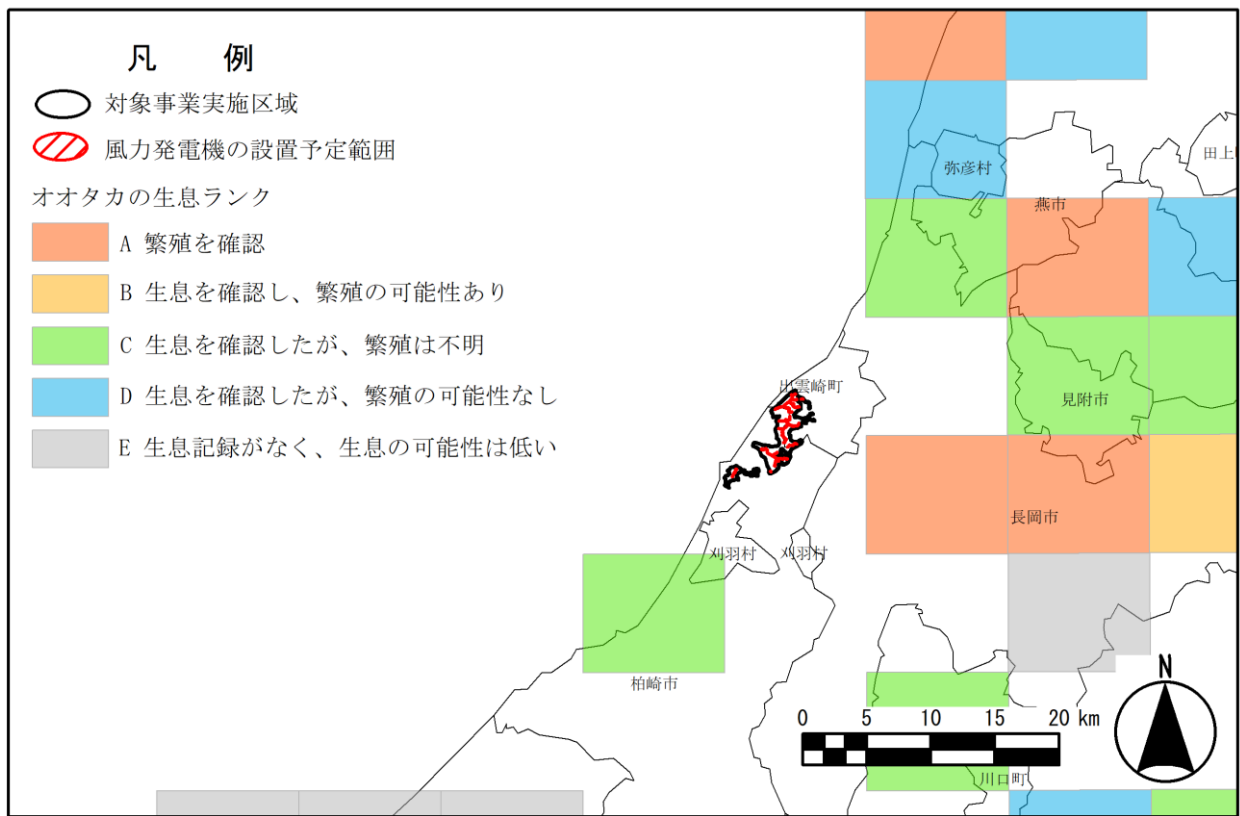 凡　例
対象事業実施区域
風力発電機の設置予定範囲
オオタカの生息ランク
A 繁殖を確認
B 生息を確認し、繁殖の可能性あり
C 生息を確認したが、繁殖は不明
D 生息を確認したが、繁殖の可能性なし
E 生息記録がなく、生息の可能性は低い
田上
弥彦村
燕市
出雲崎町
見附市
長岡市
刈羽村
刈羽村
柏崎市
N
0 5 10 15 20 km
川口町